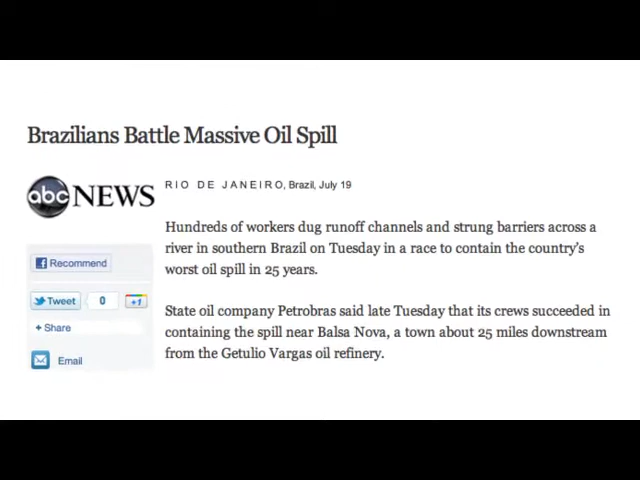 Brazilians Battle Massive Oil Spill
abc NEWS
RIO DE JANEIRO, Brazil, July 19
Hundreds of workers dug runoff channels and strung barriers across a
river in southern Brazil on Tuesday in a race to contain the country's
worst oil spill in 25 years.
State oil company Petrobras said late Tuesday that its crews succeeded in
containing the spill near Balsa Nova, a town about 25 miles downstream
from the Getulio Vargas oil refinery.
f Recommend
Tweet 0 +1
+ Share
Email